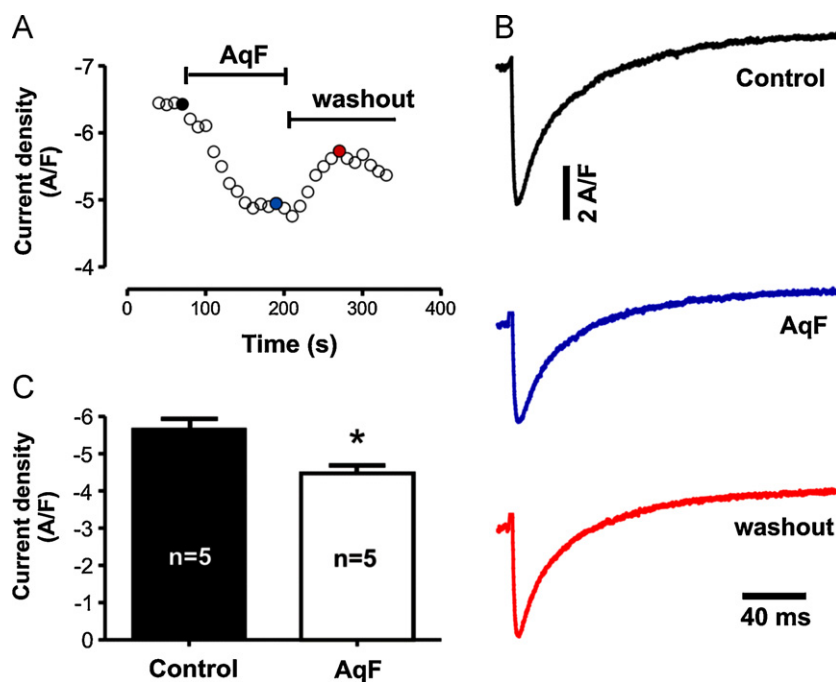 A
AqF
washout
-7
-6
-5
-4
Current density
(A/F)
0
100
200
300
400
Time (s)
B
Control
2 A/F
AqF
washout
40 ms
C
-6
-5
-4
-3
-2
-1
0
Current density
(A/F)
*
n=5
n=5
Control
AqF